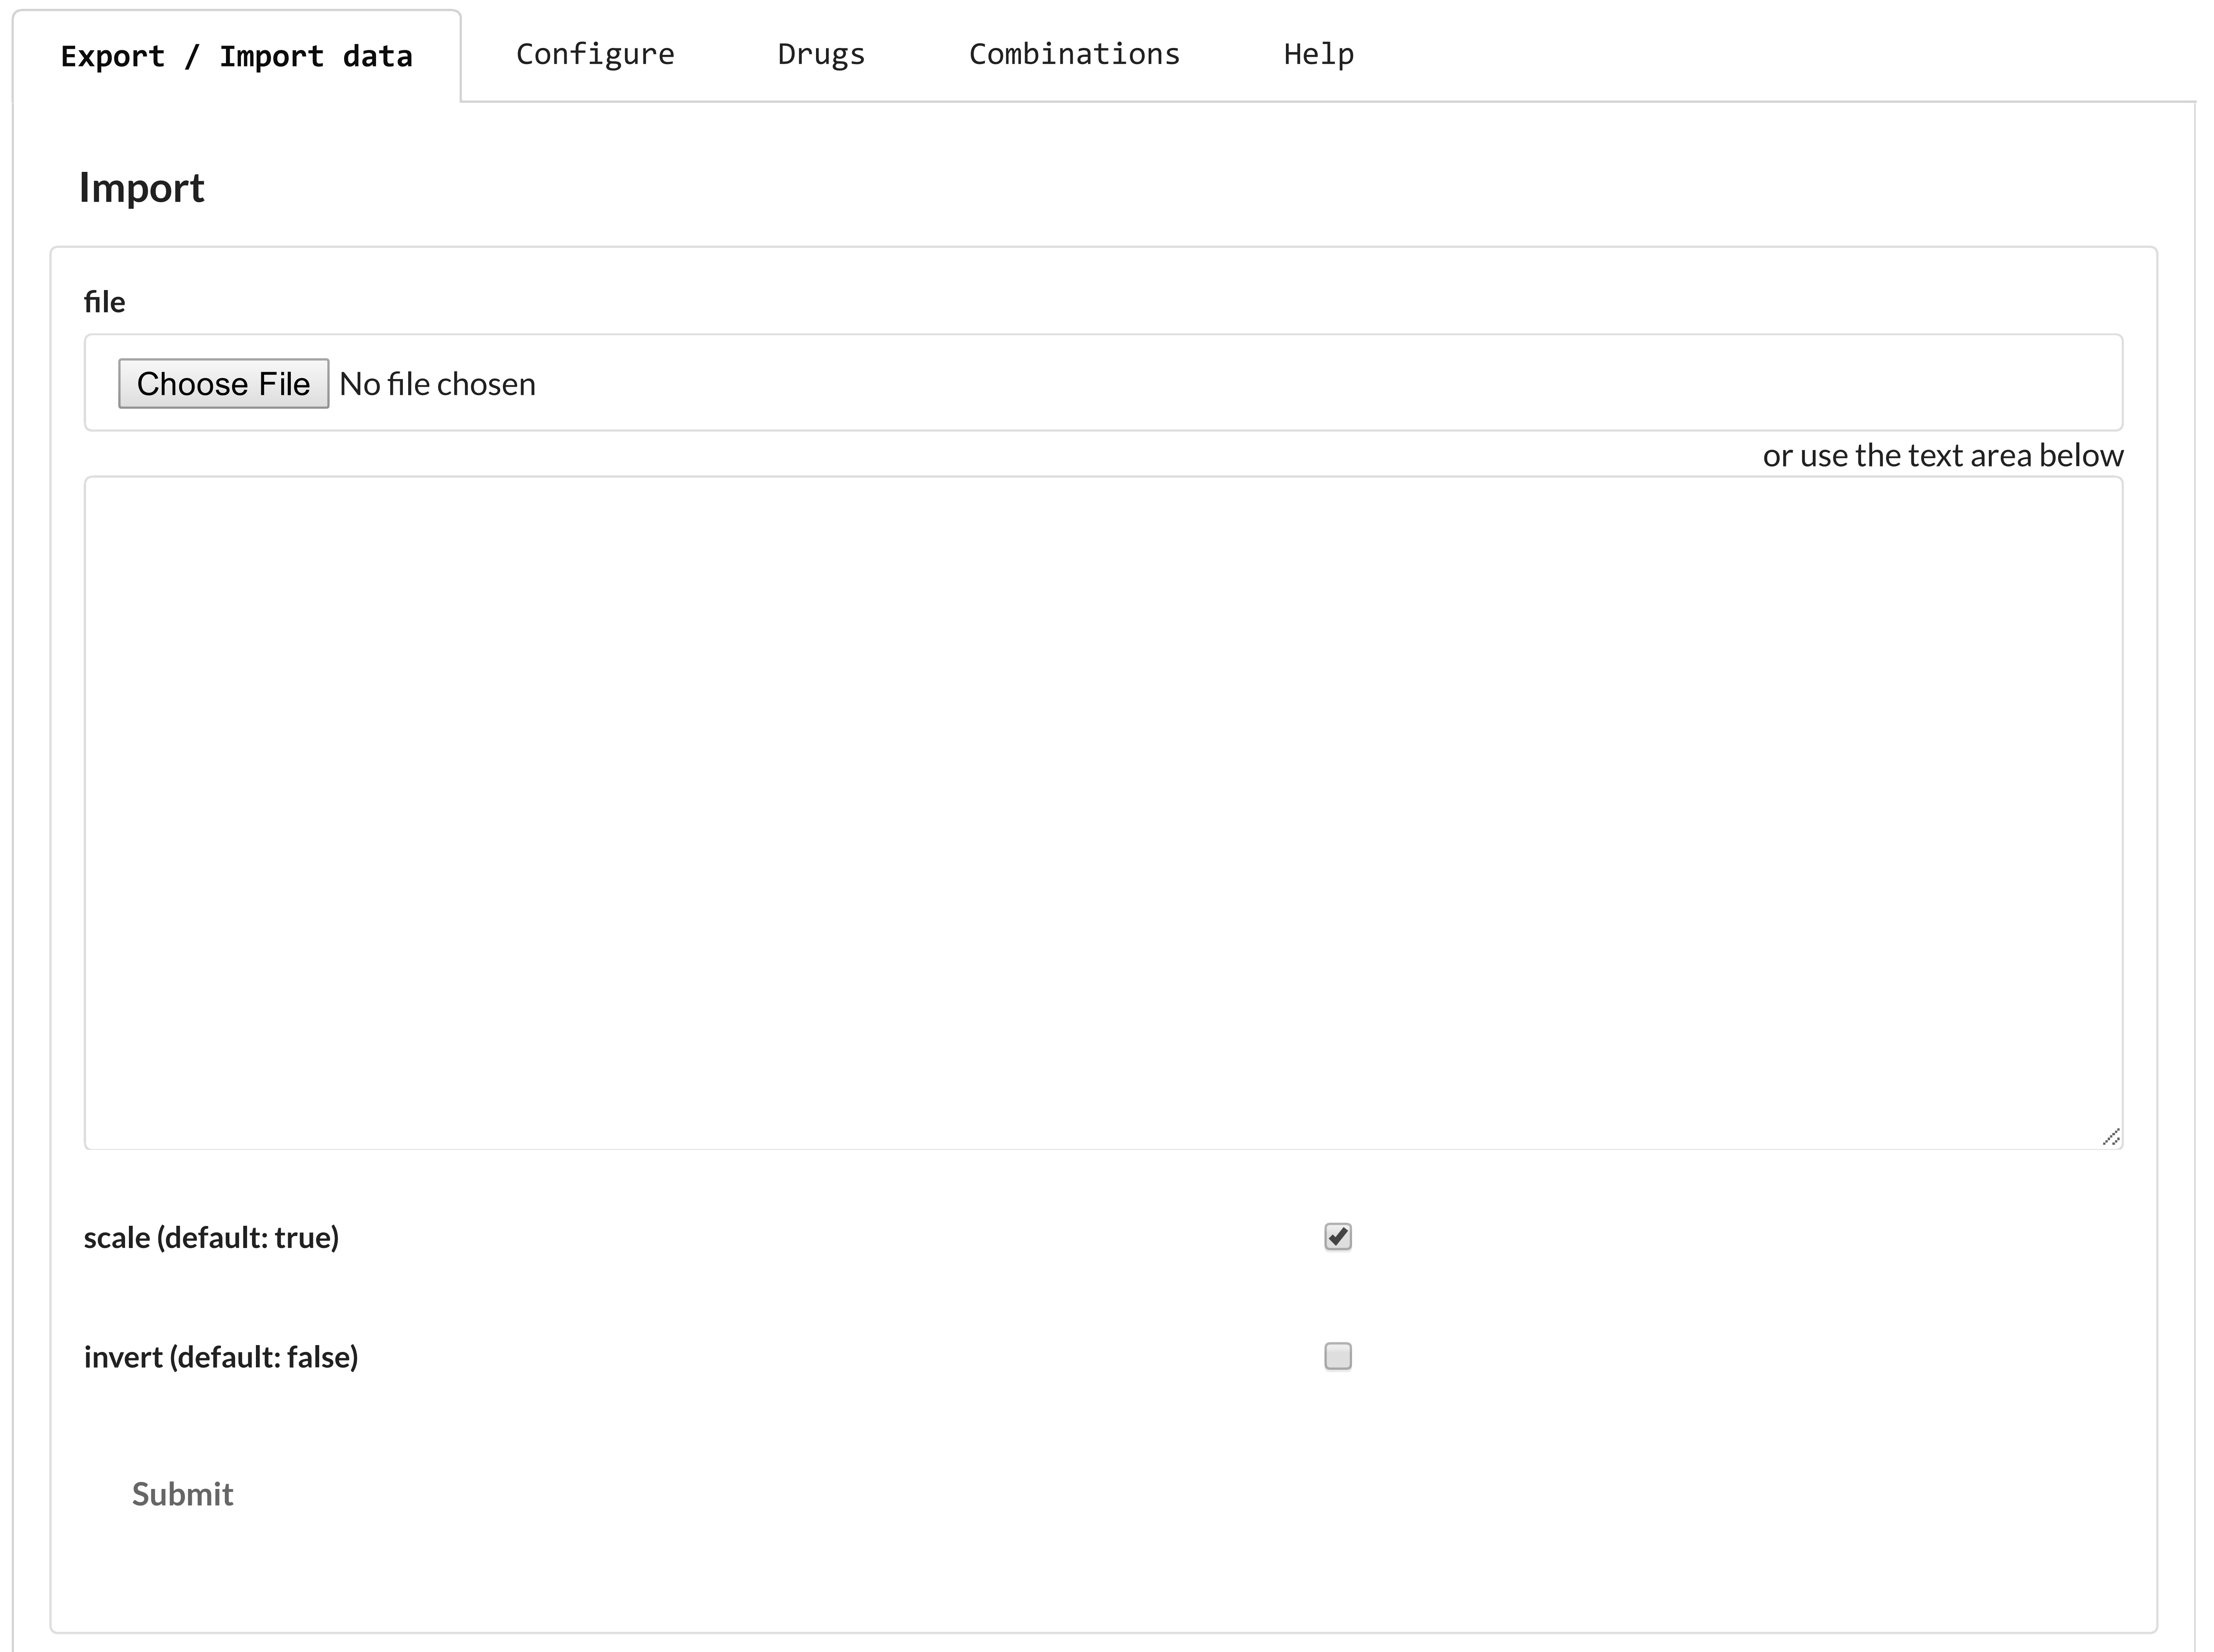 Export / Import data Configure Drugs Combinations Help
Import
file
Choose File No file chosen
or use the text area below
scale (default: true)
invert (default: false)
Submit